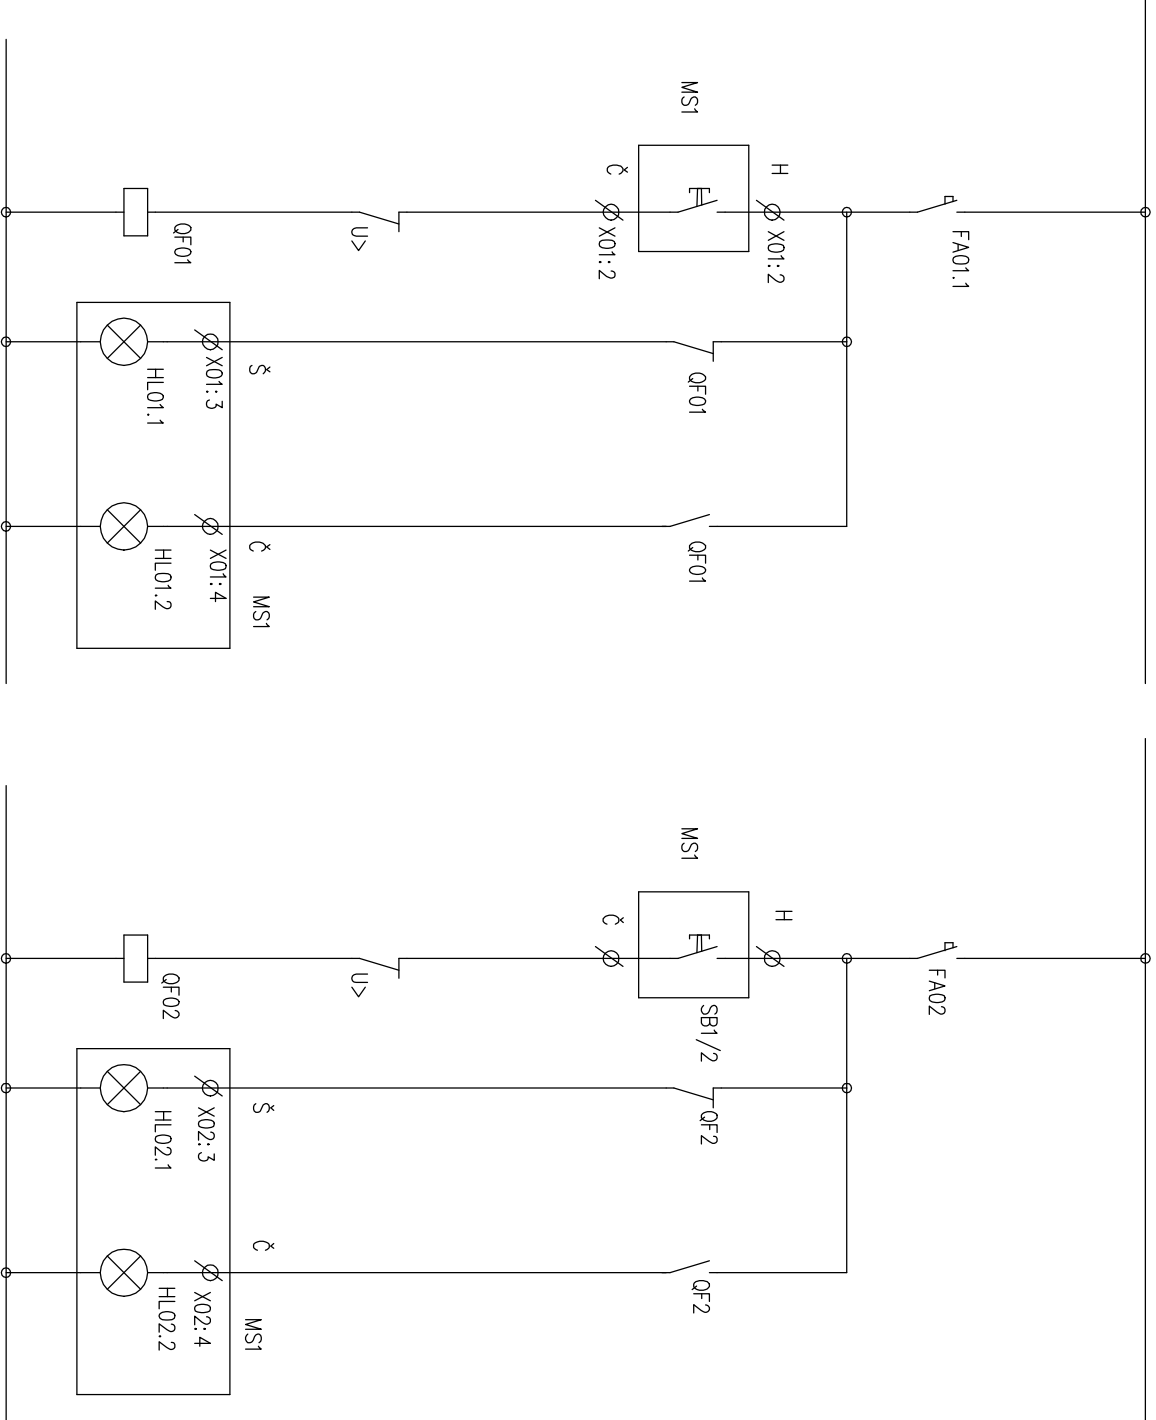 FA01.1
H
X01:2
MS1
Č
X01:2
U>
QF01
QF01
QF01
Š
X01:3
HL01.1
Č
X01:4
HL01.2
MS1
FA02
H
MS1
SB1/2
Č
U>
QF02
QF2
QF2
Š
X02:3
HL02.1
Č
X02:4
HL02.2
MS1